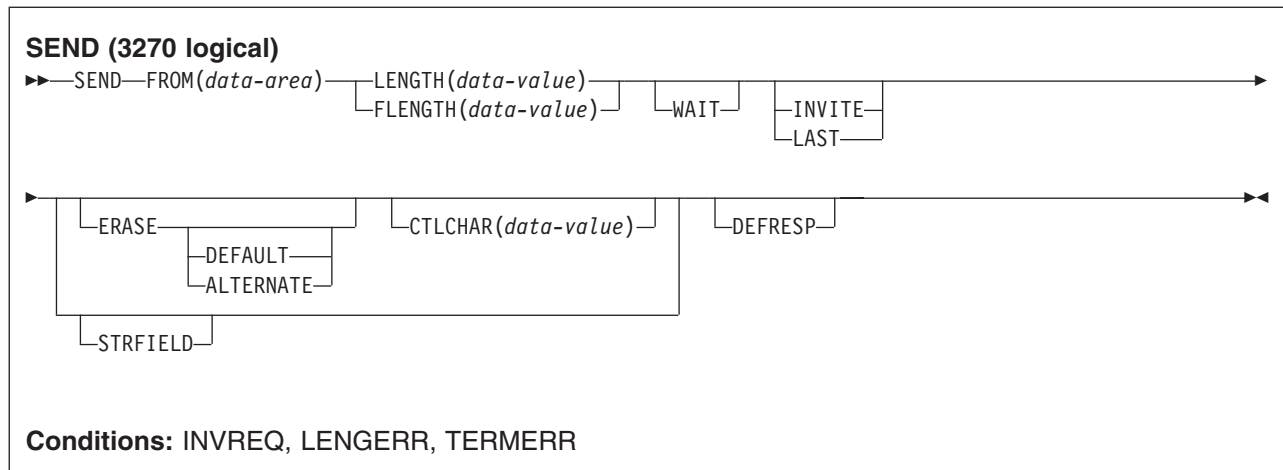 SEND (3270 logical)
SEND FROM(data-area) LENGTH(data-value)
FLENGTH(data-value) WAIT INVITE
LAST
ERASE CTLCHAR(data-value) DEFRESP
DEFAULT
ALTERNATE
STRFIELD
Conditions: INVREQ, LENGERR, TERMERR